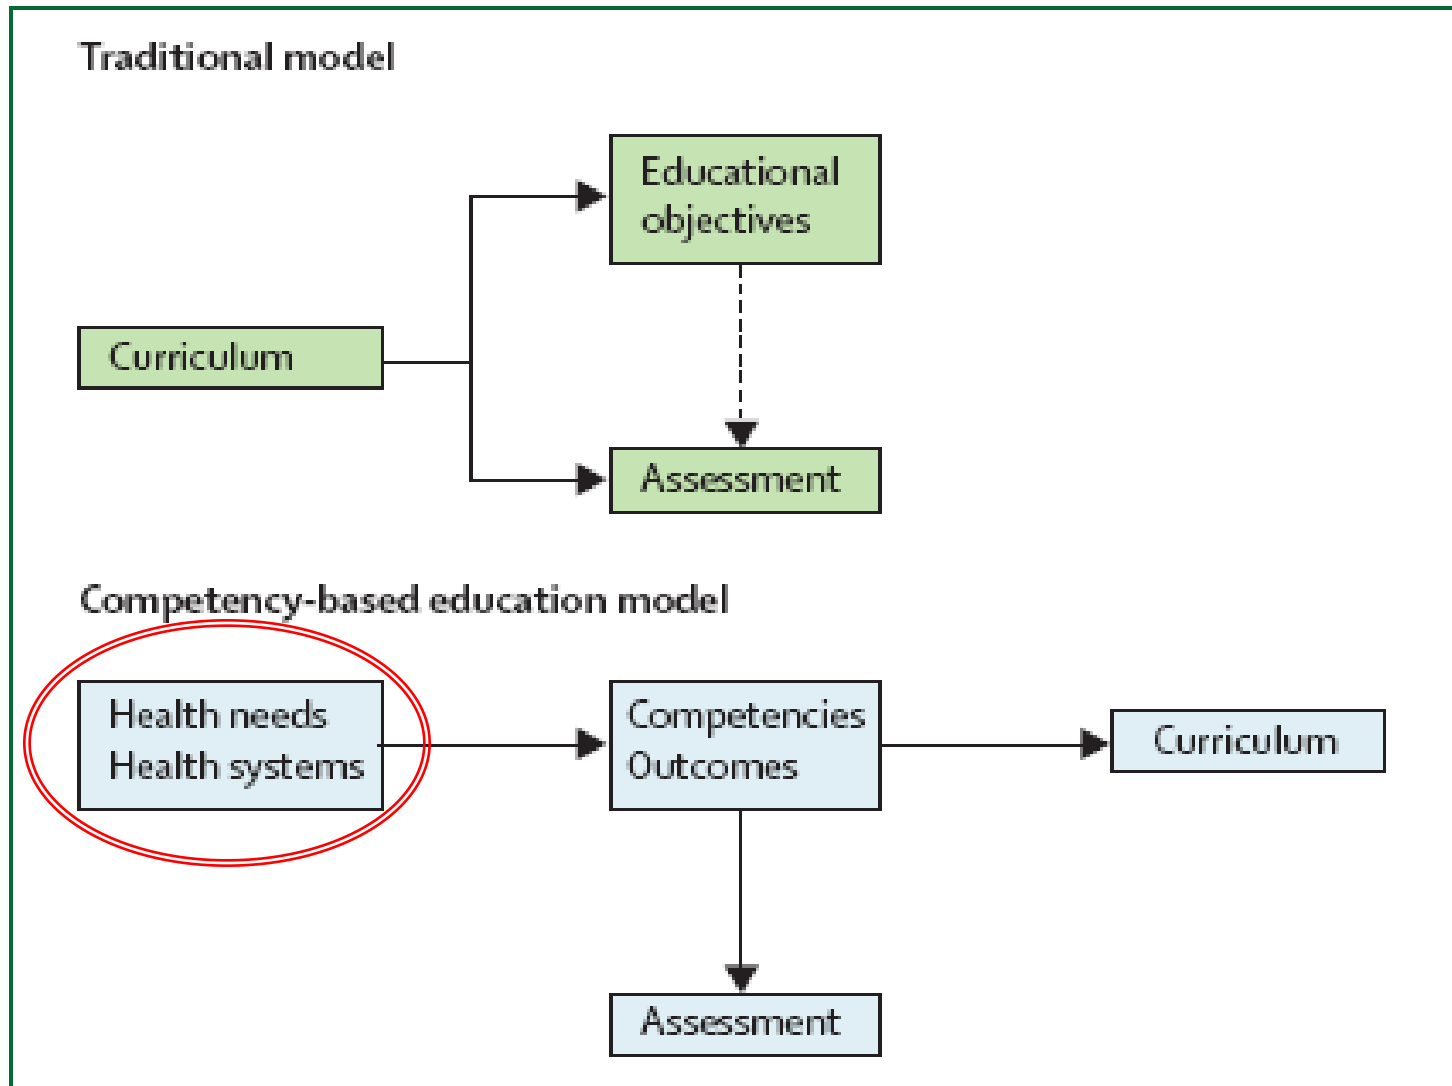 Traditional model
Educational
objectives
Curriculum
Assessment
Competency-based education model
Health needs
Health systems
Competencies
Outcomes
Curriculum
Assessment